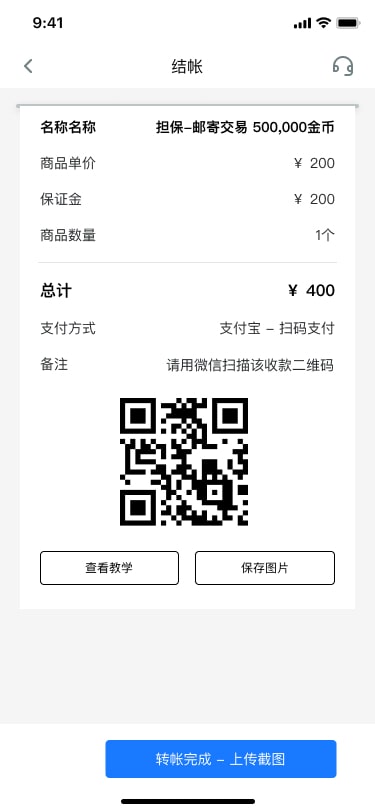 9:41
结帐
名称名称 担保-邮寄交易 500,000金币
商品单价 ¥ 200
保证金 ¥ 200
商品数量 1个
总计 ¥ 400
支付方式 支付宝 - 扫码支付
备注 请用微信扫描该收款二维码
查看教学 保存图片
转帐完成 - 上传截图